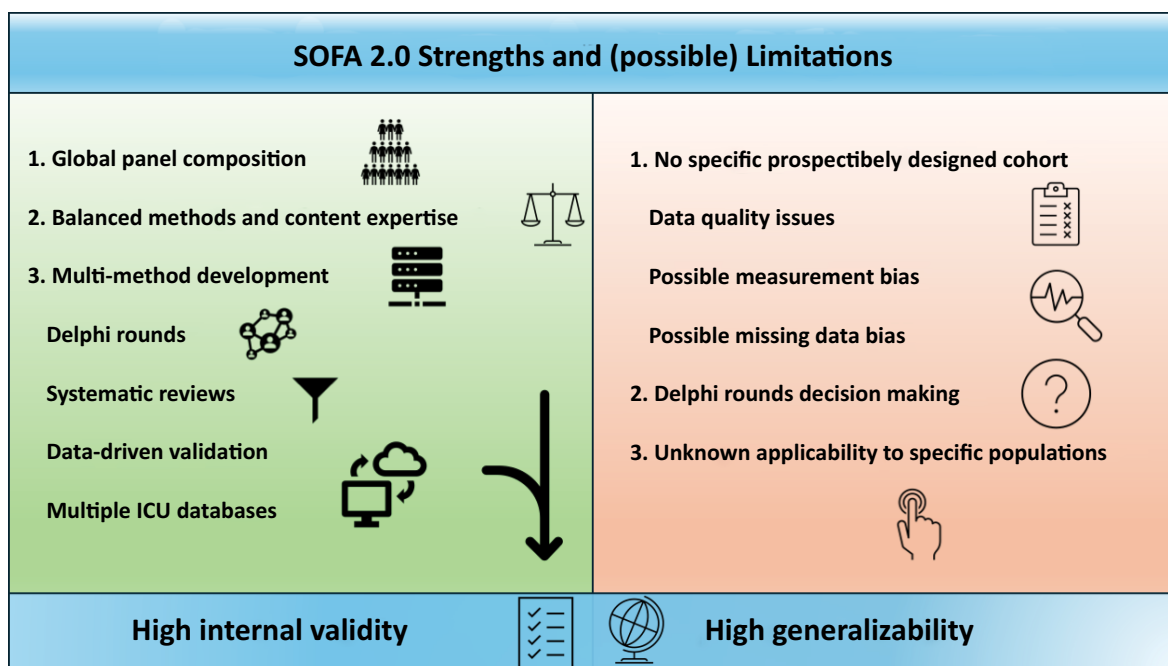 SOFA 2.0 Strengths and (possible) Limitations
1. Global panel composition
2. Balanced methods and content expertise
3. Multi-method development
Delphi rounds
Systematic reviews
Data-driven validation
Multiple ICU databases
1. No specific prospectibely designed cohort
Data quality issues
Possible measurement bias
Possible missing data bias
2. Delphi rounds decision making
3. Unknown applicability to specific populations
High internal validity
High generalizability